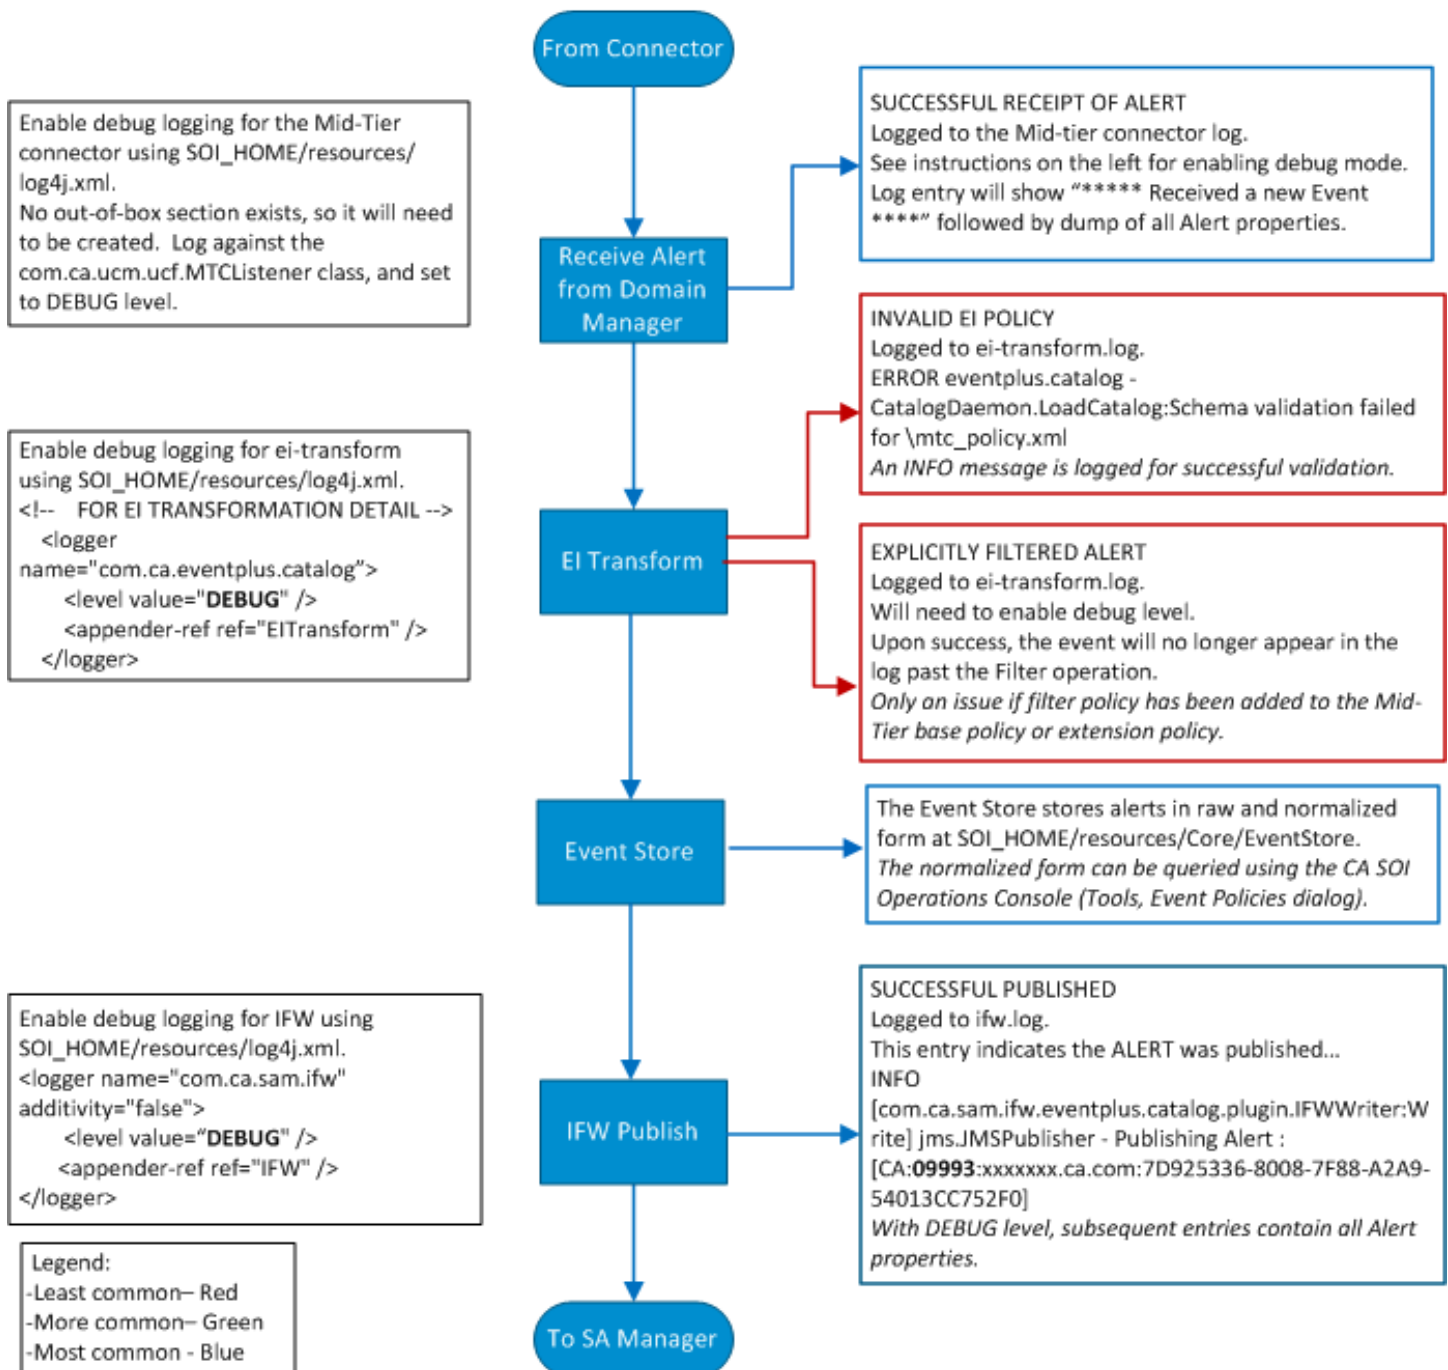 From Connector
Enable debug logging for the Mid-Tier
connector using SOI_HOME/resources/
log4j.xml.
No out-of-box section exists, so it will need
to be created.  Log against the
com.ca.ucm.ucf.MTCListener class, and set
to DEBUG level.
SUCCESSFUL RECEIPT OF ALERT
Logged to the Mid-tier connector log.
See instructions on the left for enabling debug mode.
Log entry will show “***** Received a new Event
****” followed by dump of all Alert properties.
Receive Alert
from Domain
Manager
INVALID EI POLICY
Logged to ei-transform.log.
ERROR eventplus.catalog -
CatalogDaemon.LoadCatalog:Schema validation failed
for \mtc_policy.xml
An INFO message is logged for successful validation.
Enable debug logging for ei-transform
using SOI_HOME/resources/log4j.xml.
<!--    FOR EI TRANSFORMATION DETAIL -->
<logger
name="com.ca.eventplus.catalog”>
<level value="DEBUG" />
<appender-ref ref="EITransform" />
</logger>
EI Transform
EXPLICITLY FILTERED ALERT
Logged to ei-transform.log.
Will need to enable debug level.
Upon success, the event will no longer appear in the
log past the Filter operation.
Only an issue if filter policy has been added to the Mid-
Tier base policy or extension policy.
Event Store
The Event Store stores alerts in raw and normalized
form at SOI_HOME/resources/Core/EventStore.
The normalized form can be queried using the CA SOI
Operations Console (Tools, Event Policies dialog).
Enable debug logging for IFW using
SOI_HOME/resources/log4j.xml.
<logger name="com.ca.sam.ifw"
additivity="false">
<level value=“DEBUG" />
<appender-ref ref="IFW" />
</logger>
IFW Publish
SUCCESSFUL PUBLISHED
Logged to ifw.log.
This entry indicates the ALERT was published...
INFO
[com.ca.sam.ifw.eventplus.catalog.plugin.IFWWriter:W
rite] jms.JMSPublisher - Publishing Alert :
[CA:09993:xxxxxxx.ca.com:7D925336-8008-7F88-A2A9-
54013CC752F0]
With DEBUG level, subsequent entries contain all Alert
properties.
Legend:
-Least common– Red
-More common– Green
-Most common - Blue
To SA Manager